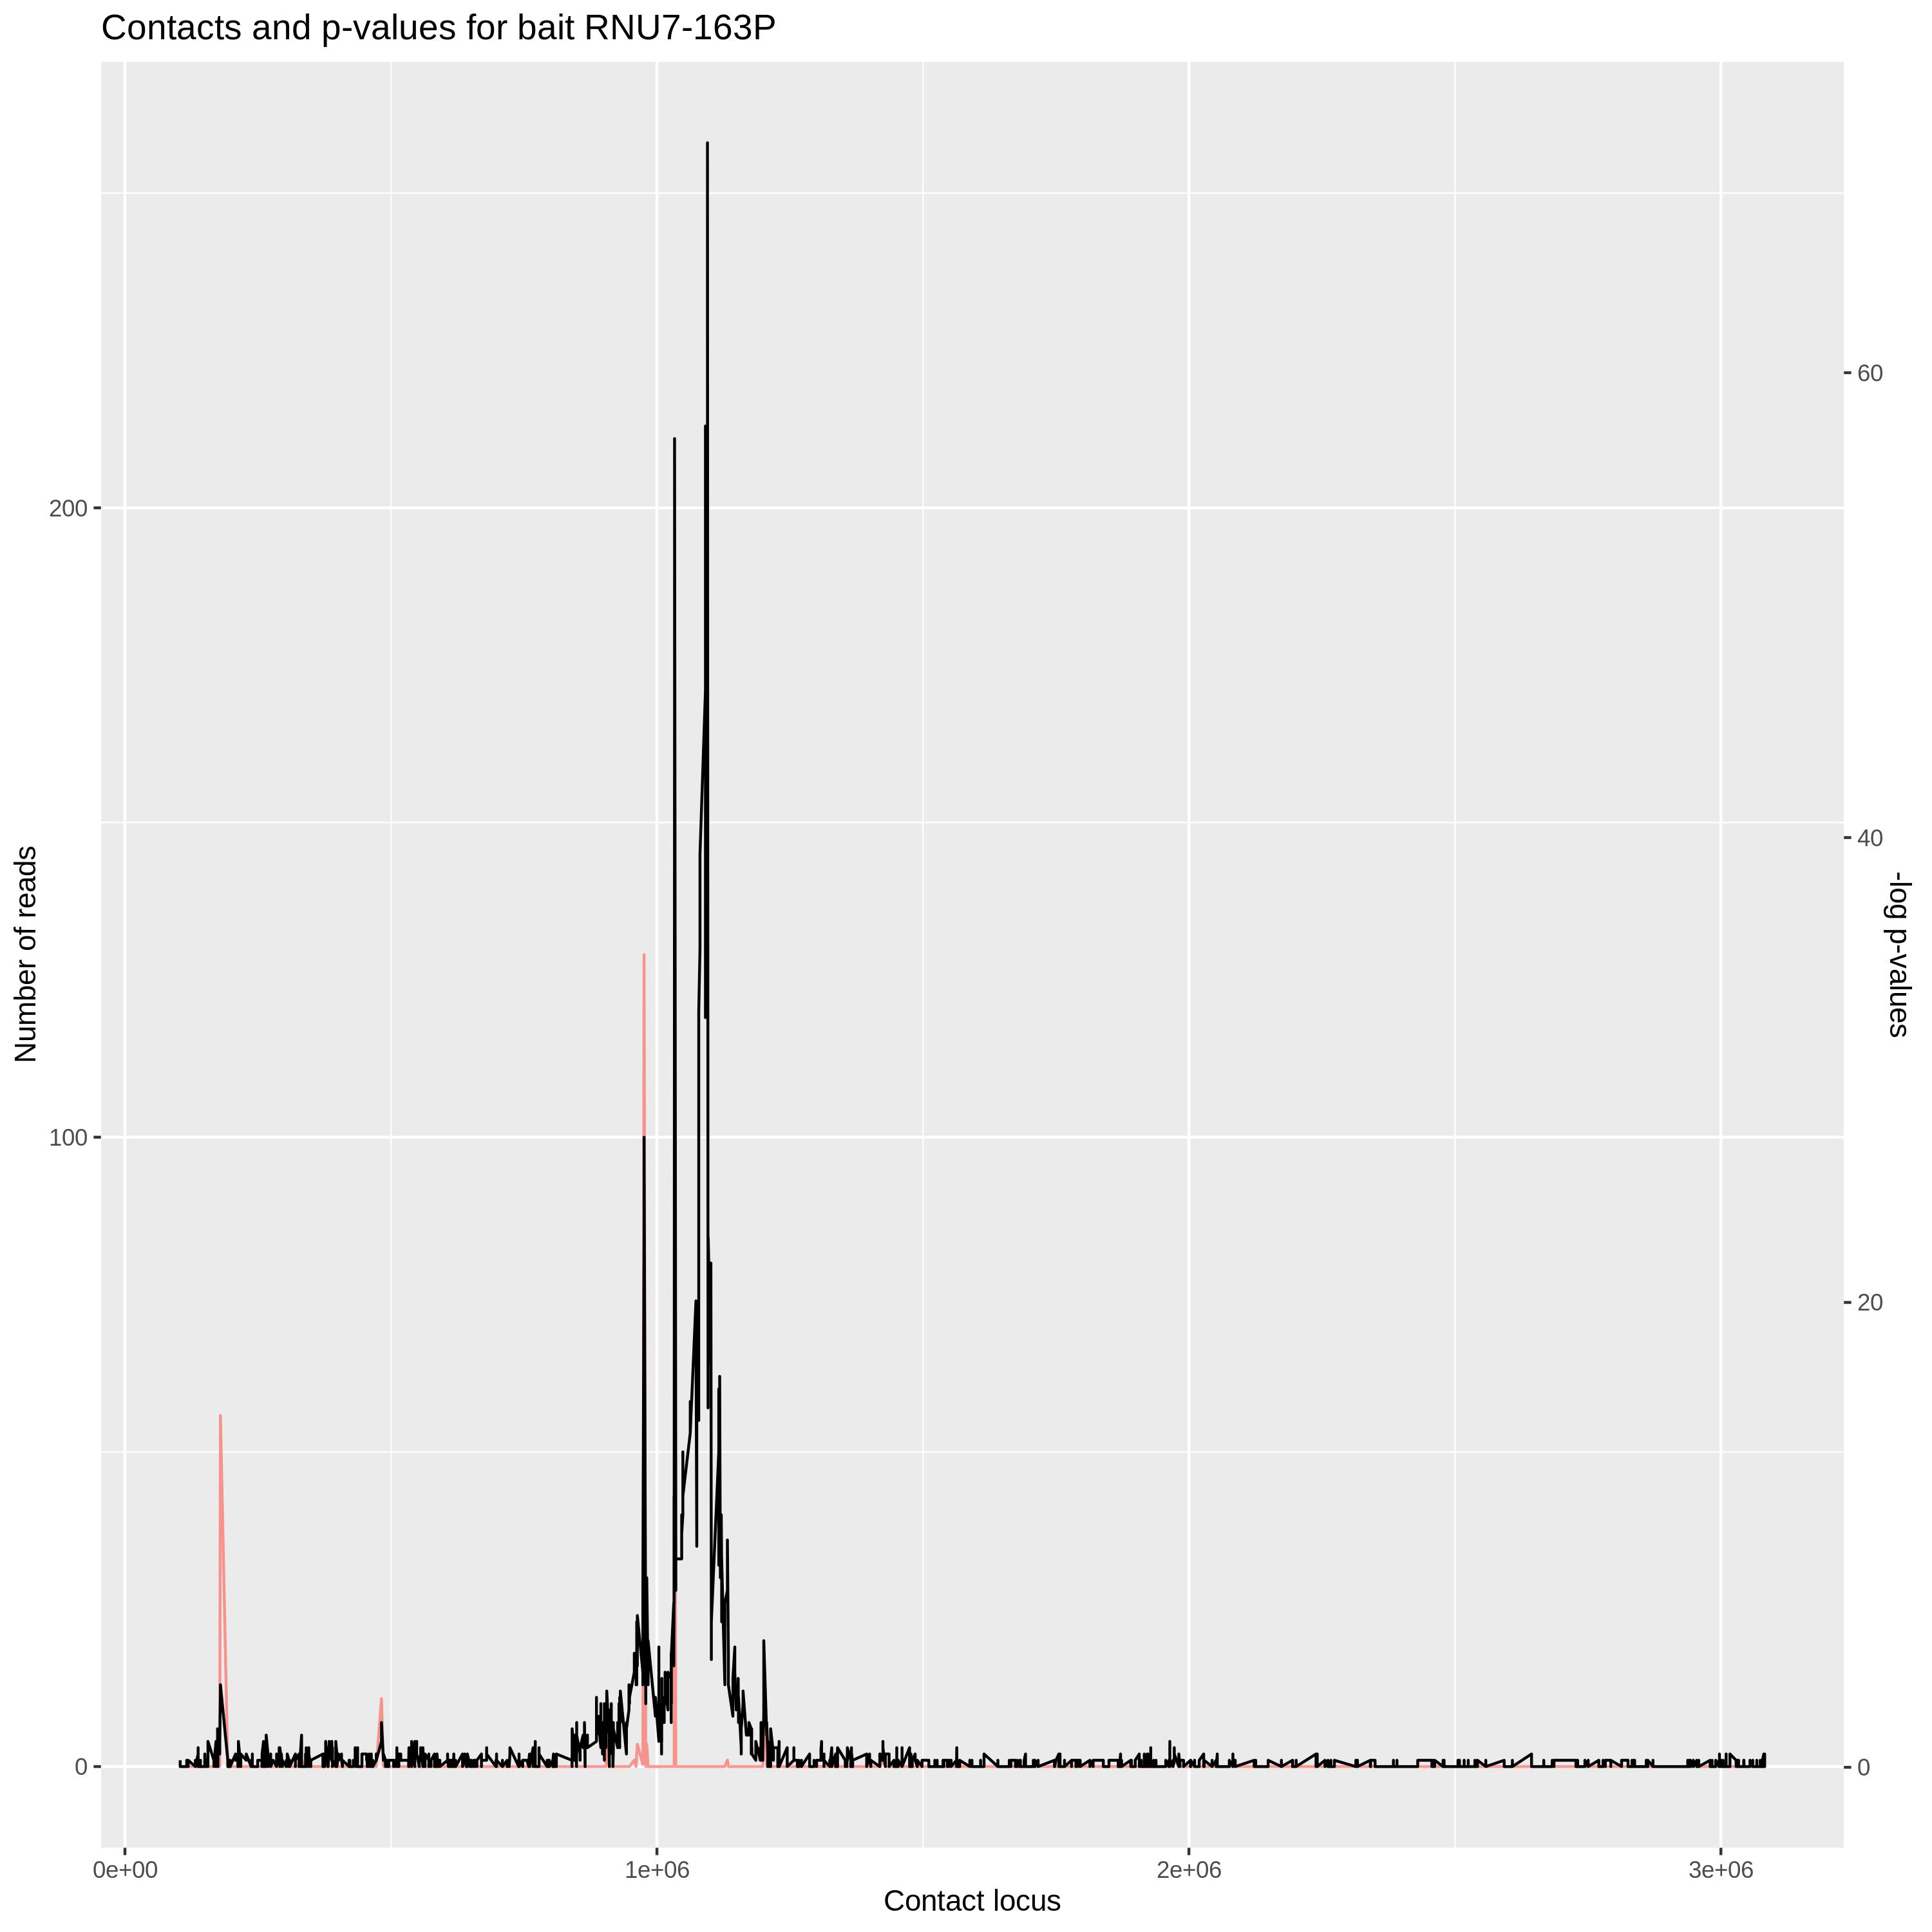 Contacts and p-values for bait RNU7-163P
Number of reads
200
100
0
60
40
20
0
-log p-values
0e+00
1e+06
2e+06
3e+06
Contact locus